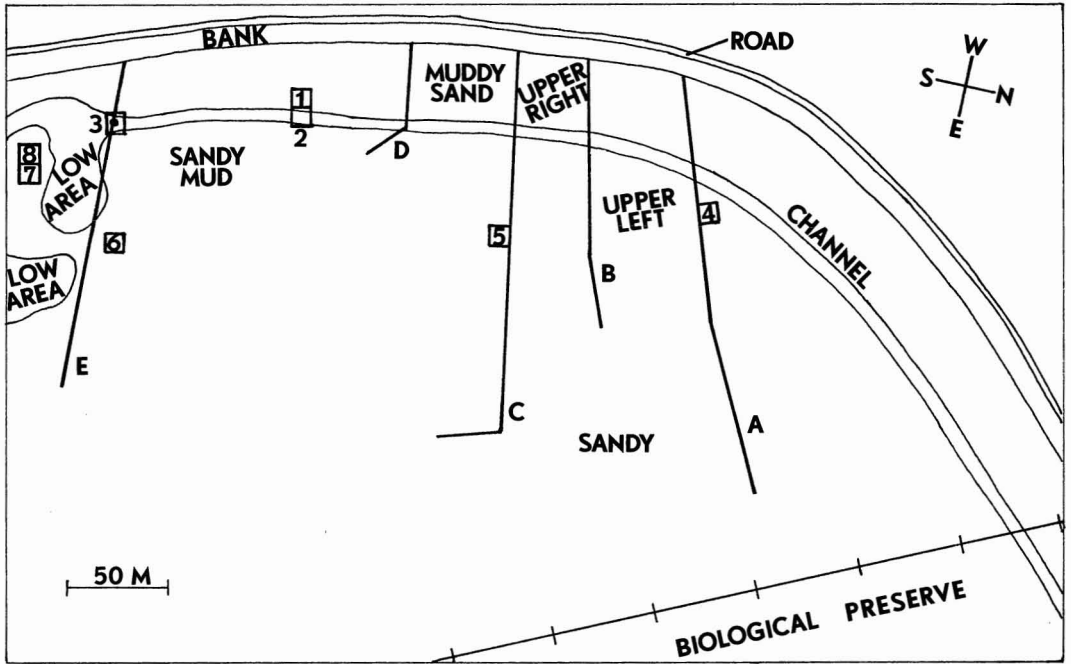 BANK
ROAD
W
S
N
E
MUDDY
SAND
UPPER
RIGHT
1
2
3
SANDY
MUD
D
8
7
LOW
AREA
UPPER
LEFT
4
CHANNEL
5
6
B
LOW
AREA
E
C
A
SANDY
50 M
BIOLOGICAL PRESERVE